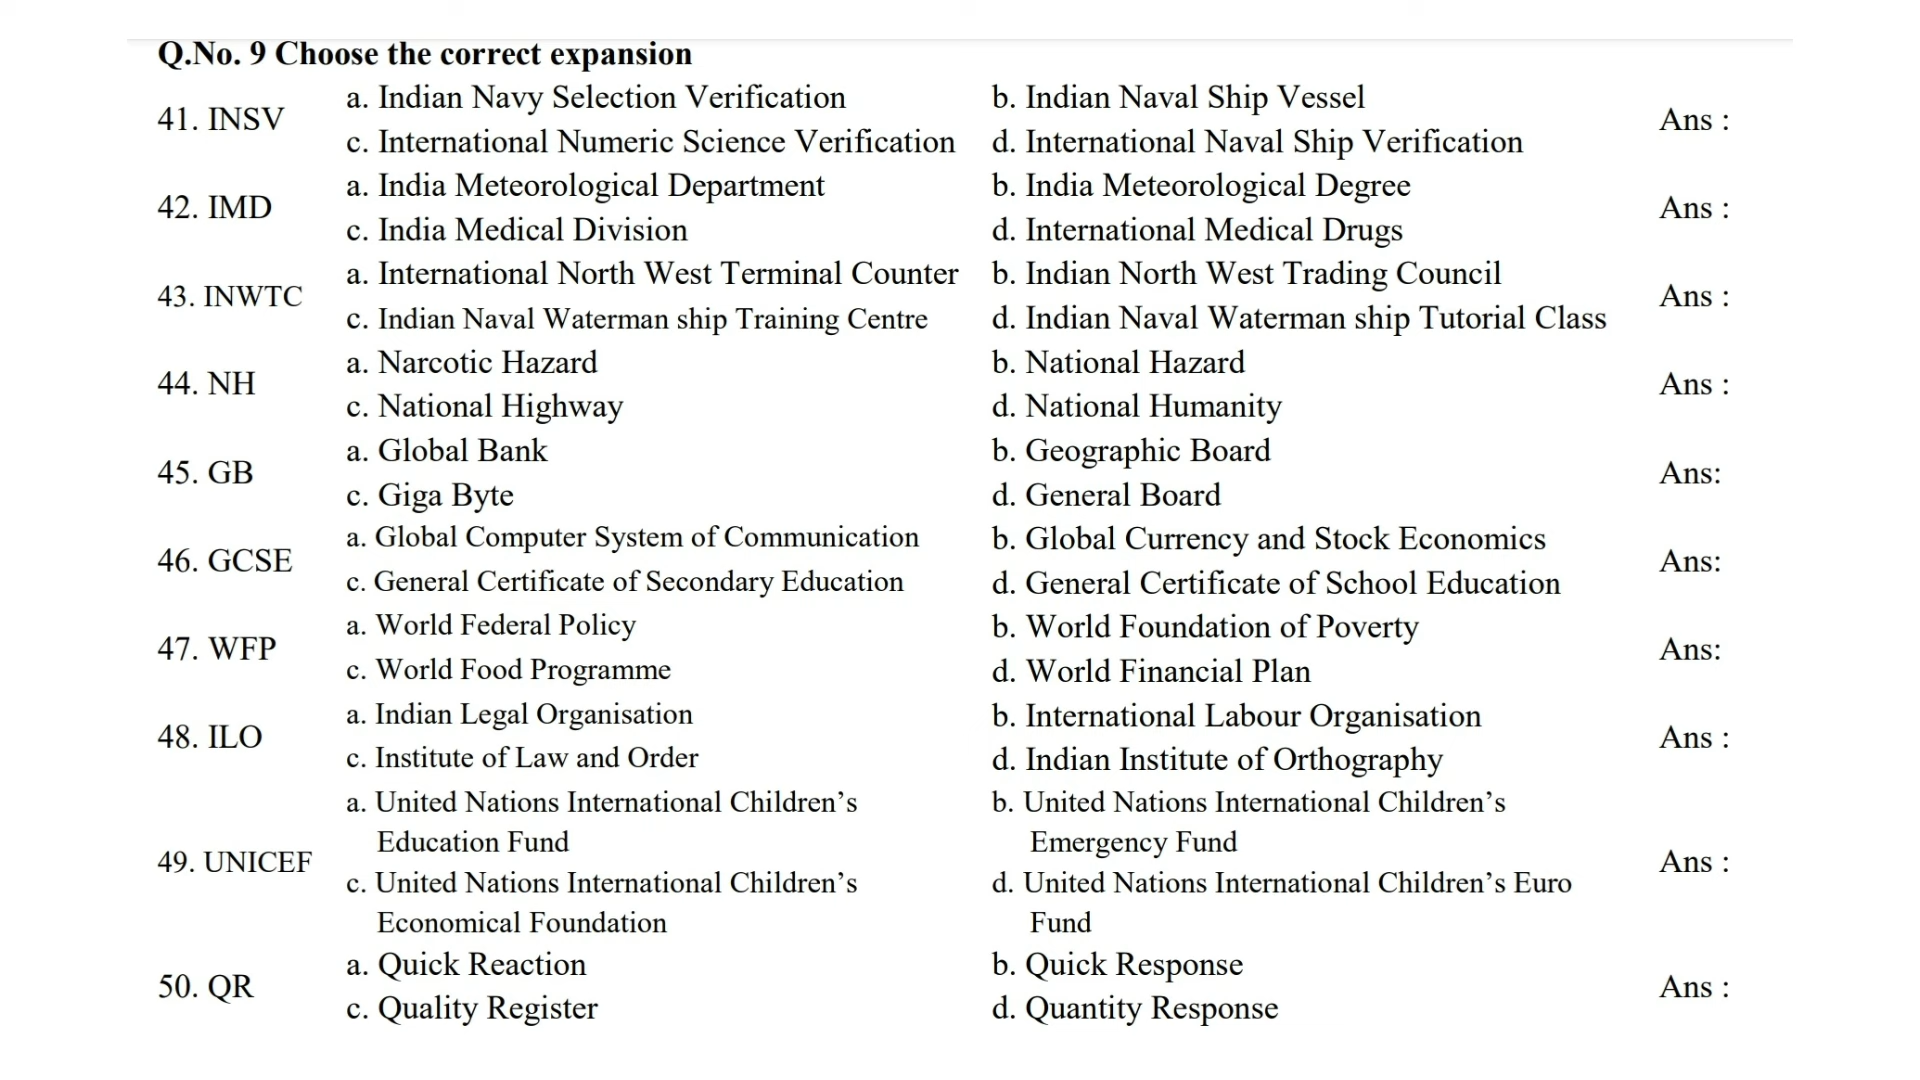 Q.No. 9 Choose the correct expansion
41. INSV
a. Indian Navy Selection Verification
b. Indian Naval Ship Vessel
c. International Numeric Science Verification
d. International Naval Ship Verification
Ans :
42. IMD
a. India Meteorological Department
b. India Meteorological Degree
c. India Medical Division
d. International Medical Drugs
Ans :
43. INWTC
a. International North West Terminal Counter
b. Indian North West Trading Council
c. Indian Naval Waterman ship Training Centre
d. Indian Naval Waterman ship Tutorial Class
Ans :
44. NH
a. Narcotic Hazard
b. National Hazard
c. National Highway
d. National Humanity
Ans :
45. GB
a. Global Bank
b. Geographic Board
c. Giga Byte
d. General Board
Ans:
46. GCSE
a. Global Computer System of Communication
b. Global Currency and Stock Economics
c. General Certificate of Secondary Education
d. General Certificate of School Education
Ans:
47. WFP
a. World Federal Policy
b. World Foundation of Poverty
c. World Food Programme
d. World Financial Plan
Ans:
48. ILO
a. Indian Legal Organisation
b. International Labour Organisation
c. Institute of Law and Order
d. Indian Institute of Orthography
Ans :
49. UNICEF
a. United Nations International Children’s
Education Fund
b. United Nations International Children’s
Emergency Fund
c. United Nations International Children’s
Economical Foundation
d. United Nations International Children’s Euro
Fund
Ans :
50. QR
a. Quick Reaction
b. Quick Response
c. Quality Register
d. Quantity Response
Ans :